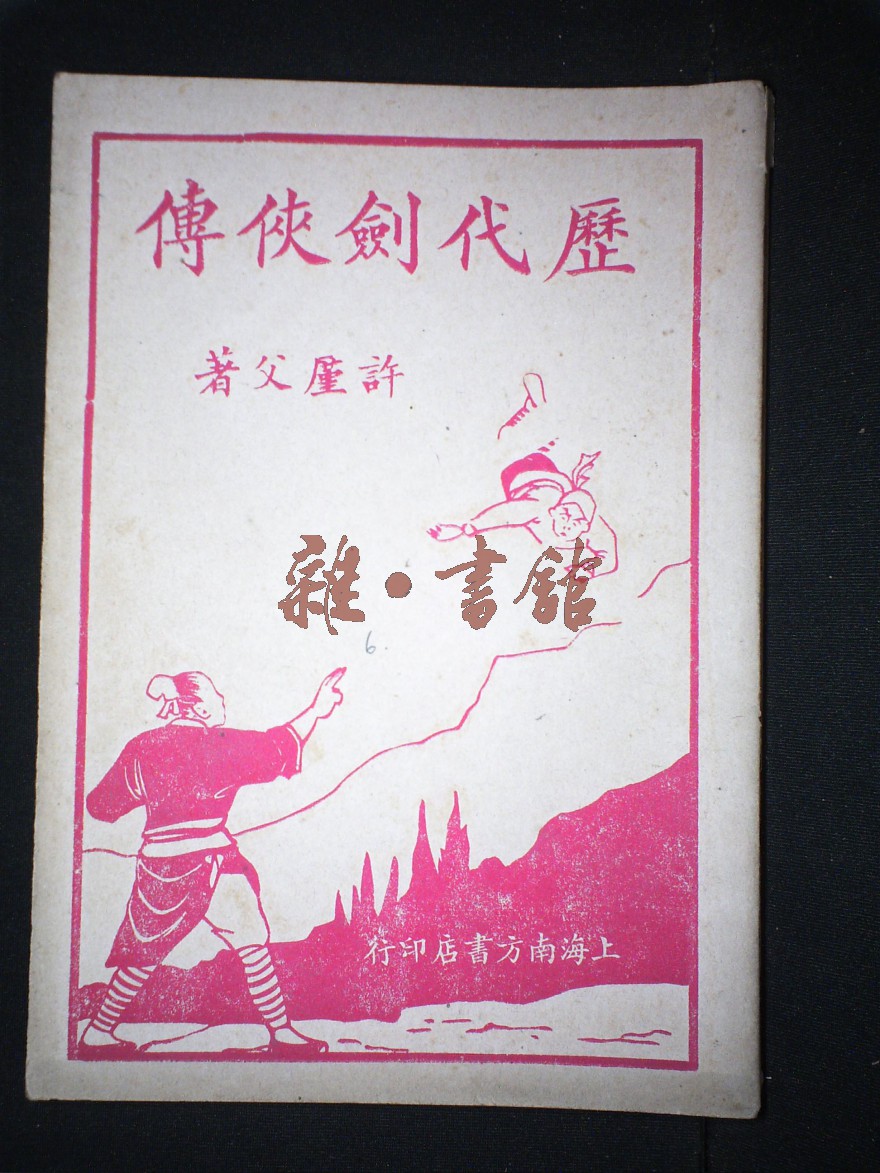 歷代劍俠傳
許廑父著
雜•書舘
6.
上海南方書店印行